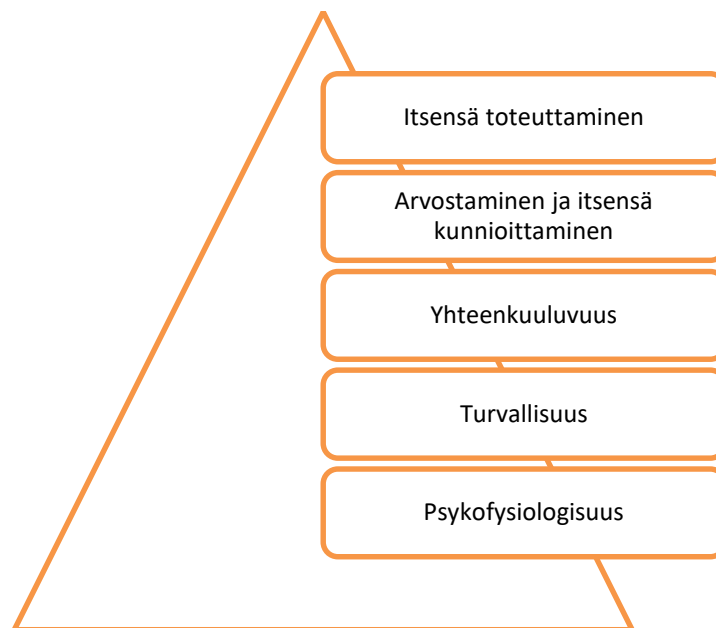 Itsensä toteuttaminen
Arvostaminen ja itsensä
kunnioittaminen
Yhteenkuuluvuus
Turvallisuus
Psykofysiologisuus